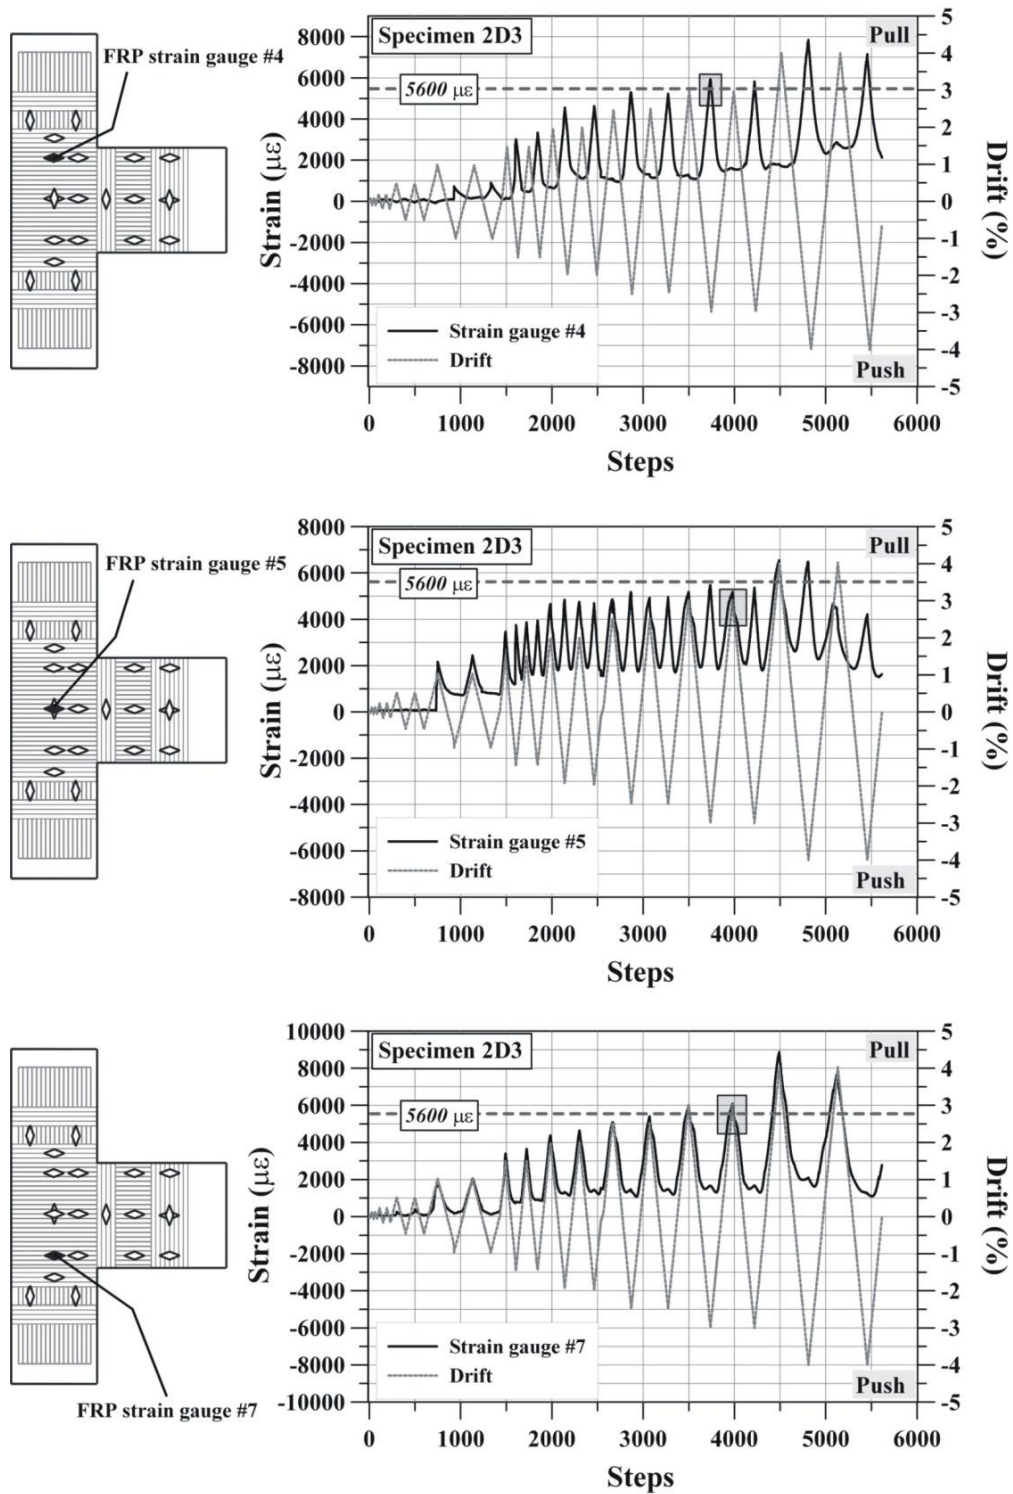 FRP strain gauge #4
Specimen 2D3
Pull
5600 με
8000
6000
4000
2000
0
-2000
-4000
-6000
-8000
Strain (με)
5
4
3
2
1
0
-1
-2
-3
-4
-5
Drift (%)
Strain gauge #4
Drift
Push
0 1000 2000 3000 4000 5000 6000
Steps
FRP strain gauge #5
Specimen 2D3
Pull
5600 με
8000
6000
4000
2000
0
-2000
-4000
-6000
-8000
Strain (με)
5
4
3
2
1
0
-1
-2
-3
-4
-5
Drift (%)
Strain gauge #5
Drift
Push
0 1000 2000 3000 4000 5000 6000
Steps
Specimen 2D3
Pull
5600 με
10000
8000
6000
4000
2000
0
-2000
-4000
-6000
-8000
-10000
Strain (με)
5
4
3
2
1
0
-1
-2
-3
-4
-5
Drift (%)
Strain gauge #7
Drift
Push
FRP strain gauge #7
0 1000 2000 3000 4000 5000 6000
Steps